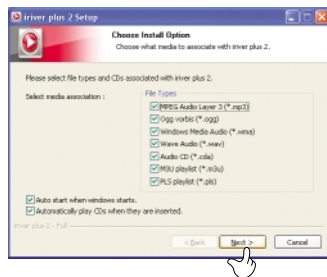 iriver plus 2 Setup
Choose Install Option
Choose what media to associate with iriver plus 2.
Please select file types and CDs associated with iriver plus 2.
Select media association :
File Types
MPEG Audio Layer 3 (*.mp3)
Ogg vorbis (*.ogg)
Windows Media Audio (*.wma)
Wave Audio (*.wav)
Audio CD (*.cda)
M3U playlist (*.m3u)
PLS playlist (*.pls)
Auto start when windows starts.
Automatically play CDs when they are inserted.
iriver plus 2 - Full
< Back
Next >
Cancel